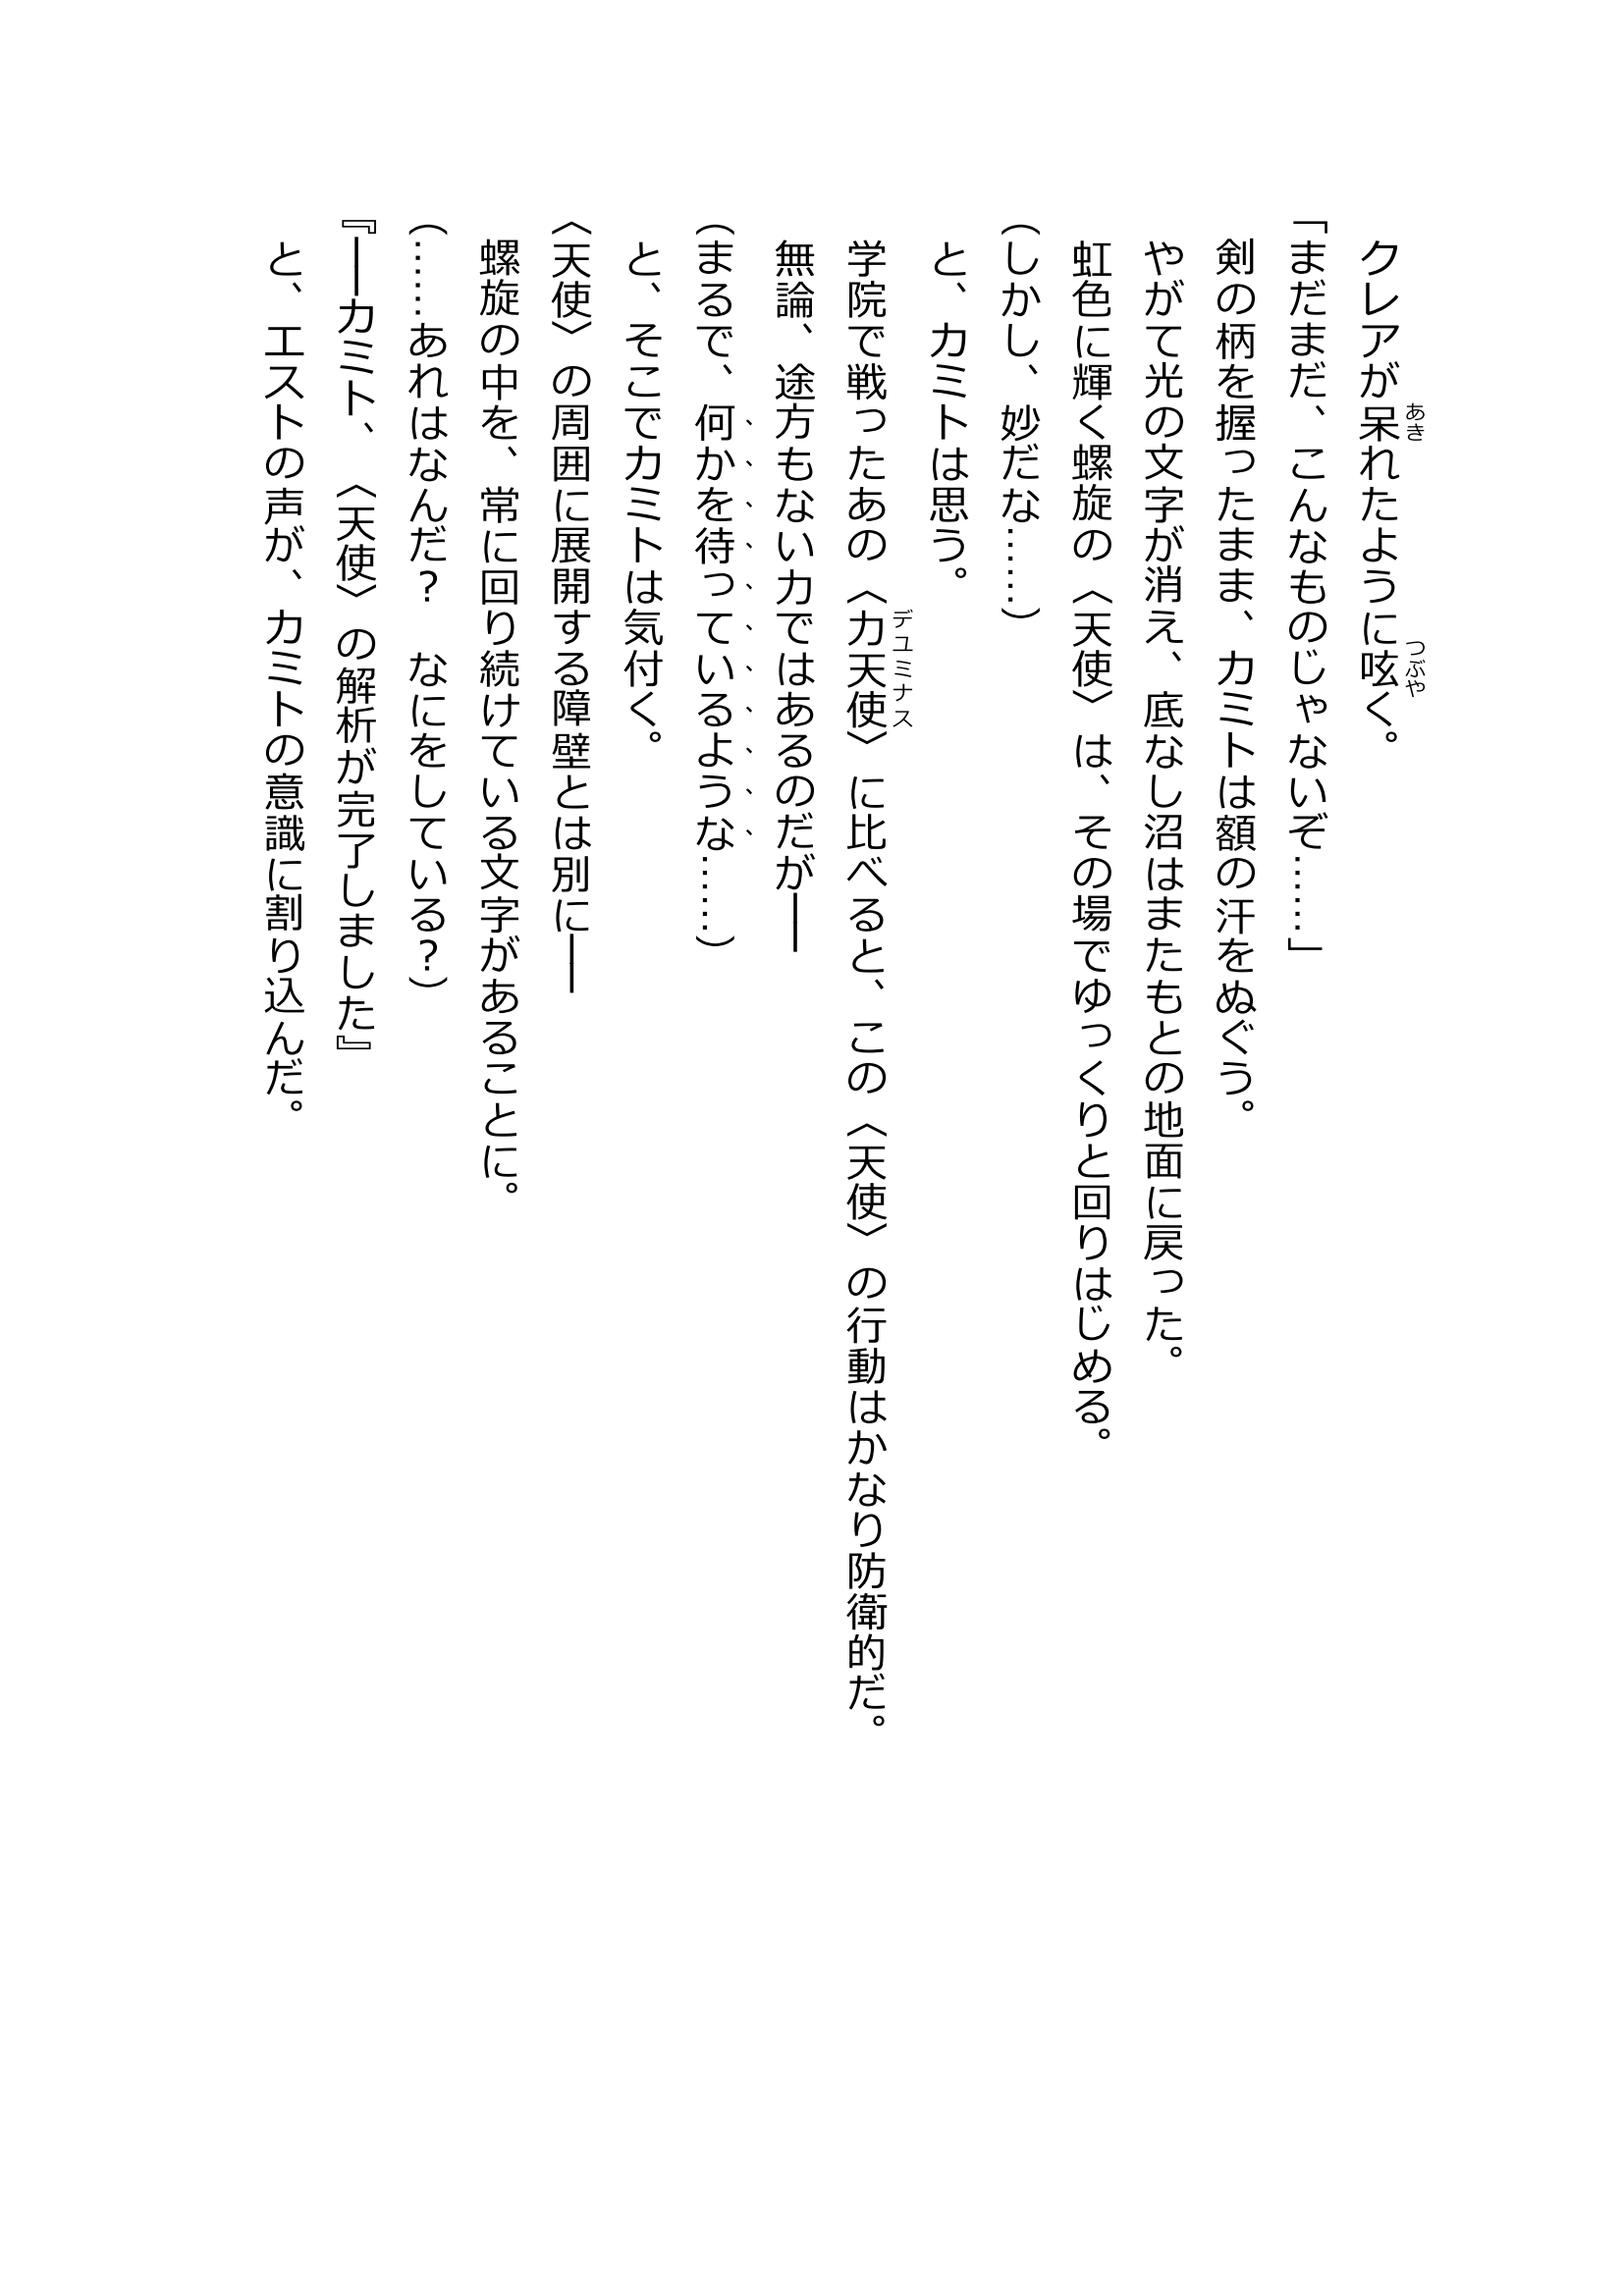 クレアが呆れたように呟く。
「まだまだ、こんなものじゃないぞ……」
剣の柄を握ったまま、カミトは額の汗をぬぐう。
やがて光の文字が消え、底なし沼はまたもとの地面に戻った。
虹色に輝く螺旋の〈天使〉は、その場でゆっくりと回りはじめる。
（しかし、妙だな……）
と、カミトは思う。
学院で戦ったあの〈力天使〉に比べると、この〈天使〉の行動はかなり防衛的だ。
無論、途方もない力ではあるのだが――
（まるで、何かを待っているような……）
と、そこでカミトは気付く。
〈天使〉の周囲に展開する障壁とは別に――
螺旋の中を、常に回り続けている文字があることに。
（……あれはなんだ？　なにをしている？）
『――カミト、〈天使〉の解析が完了しました』
と、エストの声が、カミトの意識に割り込んだ。